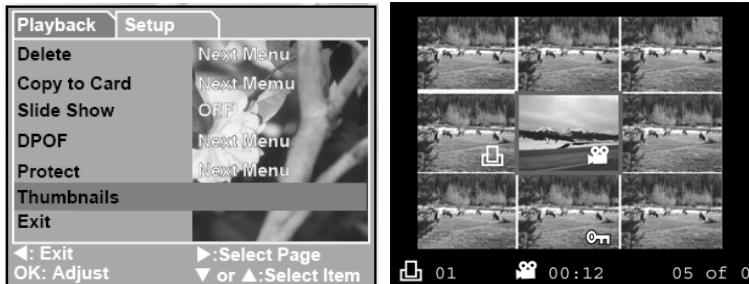 Playback Setup
Delete Next Menu
Copy to Card Next Memu
Slide Show OFF
DPOF Next Menu
Protect Next Menu
Thumbnails
Exit
◀: Exit ▶:Select Page
OK: Adjust ▼ or ▲:Select Item
01 00:12 05 of 0